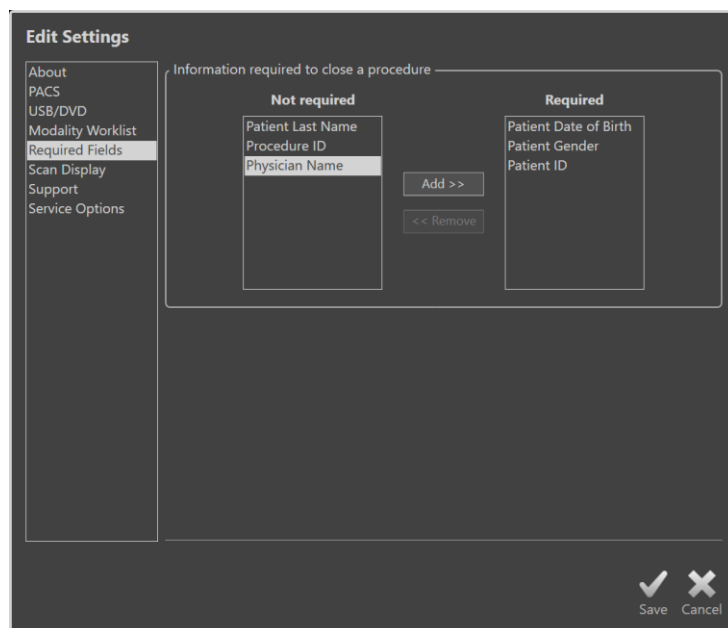 Edit Settings
About
PACS
USB/DVD
Modality Worklist
Required Fields
Scan Display
Support
Service Options
Information required to close a procedure
Not required
Patient Last Name
Procedure ID
Physician Name
Add >>
<< Remove
Required
Patient Date of Birth
Patient Gender
Patient ID
Save
Cancel